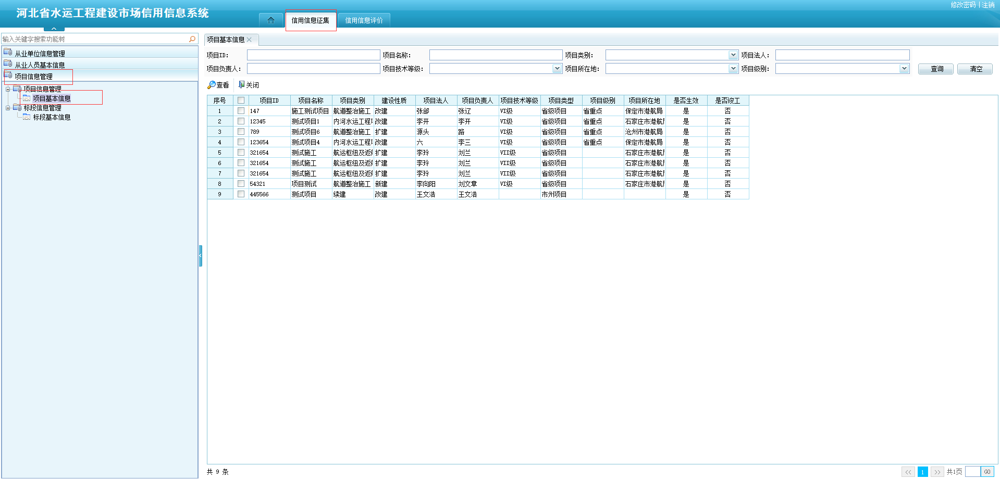 修改密码 | 注销
河北省水运工程建设市场信用信息系统
信用信息征集 信用信息评价
输入关键字搜索功能树
从业单位信息管理
从业人员基本信息
项目信息管理
项目信息管理
项目基本信息
标段信息管理
标段基本信息
项目基本信息
项目ID: 项目名称: 项目类别: 项目法人:
项目负责人: 项目技术等级: 项目所在地: 项目级别: 查询 清空
查看 关闭
序号 项目ID 项目名称 项目类别 建设性质 项目法人 项目负责人 项目技术等级 项目类型 项目级别 项目所在地 是否生效 是否竣工
1 147 施工测试项目 航道整治施工 改建 张郃 张辽 VI级 省级项目 省重点 保定市港航局 是 否
2 12345 测试项目1 内河水运工程 改建 李开 李开 VI级 省级项目 省重点 石家庄市港航 是 否
3 789 测试项目6 航道整治施工 扩建 源头 路 VI级 省级项目 省重点 沧州市港航局 是 否
4 123654 测试项目4 内河水运工程 改建 六 李三 VI级 省级项目 省重点 保定市港航局 是 否
5 321654 测试施工 航运枢纽及返 扩建 李玲 刘兰 VII级 省级项目 石家庄市港航 是 否
6 321654 测试施工 航运枢纽及返 扩建 李玲 刘兰 VII级 省级项目 石家庄市港航 是 否
7 321654 测试施工 航运枢纽及返 扩建 李玲 刘兰 VII级 省级项目 石家庄市港航 是 否
8 54321 项目测试 航道整治施工 新建 李向阳 刘文章 VI级 省级项目 石家庄市港航 是 否
9 445566 测试项目 续建 改建 王文浩 王文浩 市州项目 是 否
共 9 条
<< 1 >> 共1页 GO